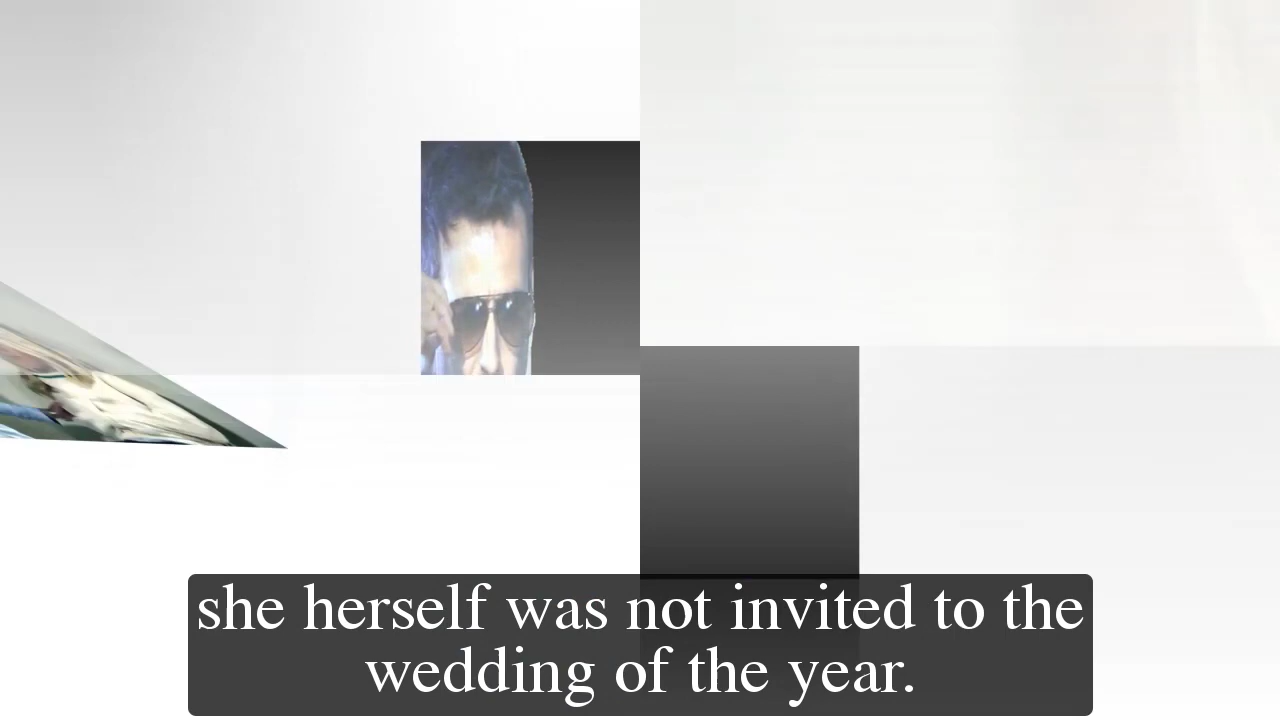 she herself was not invited to the
wedding of the year.